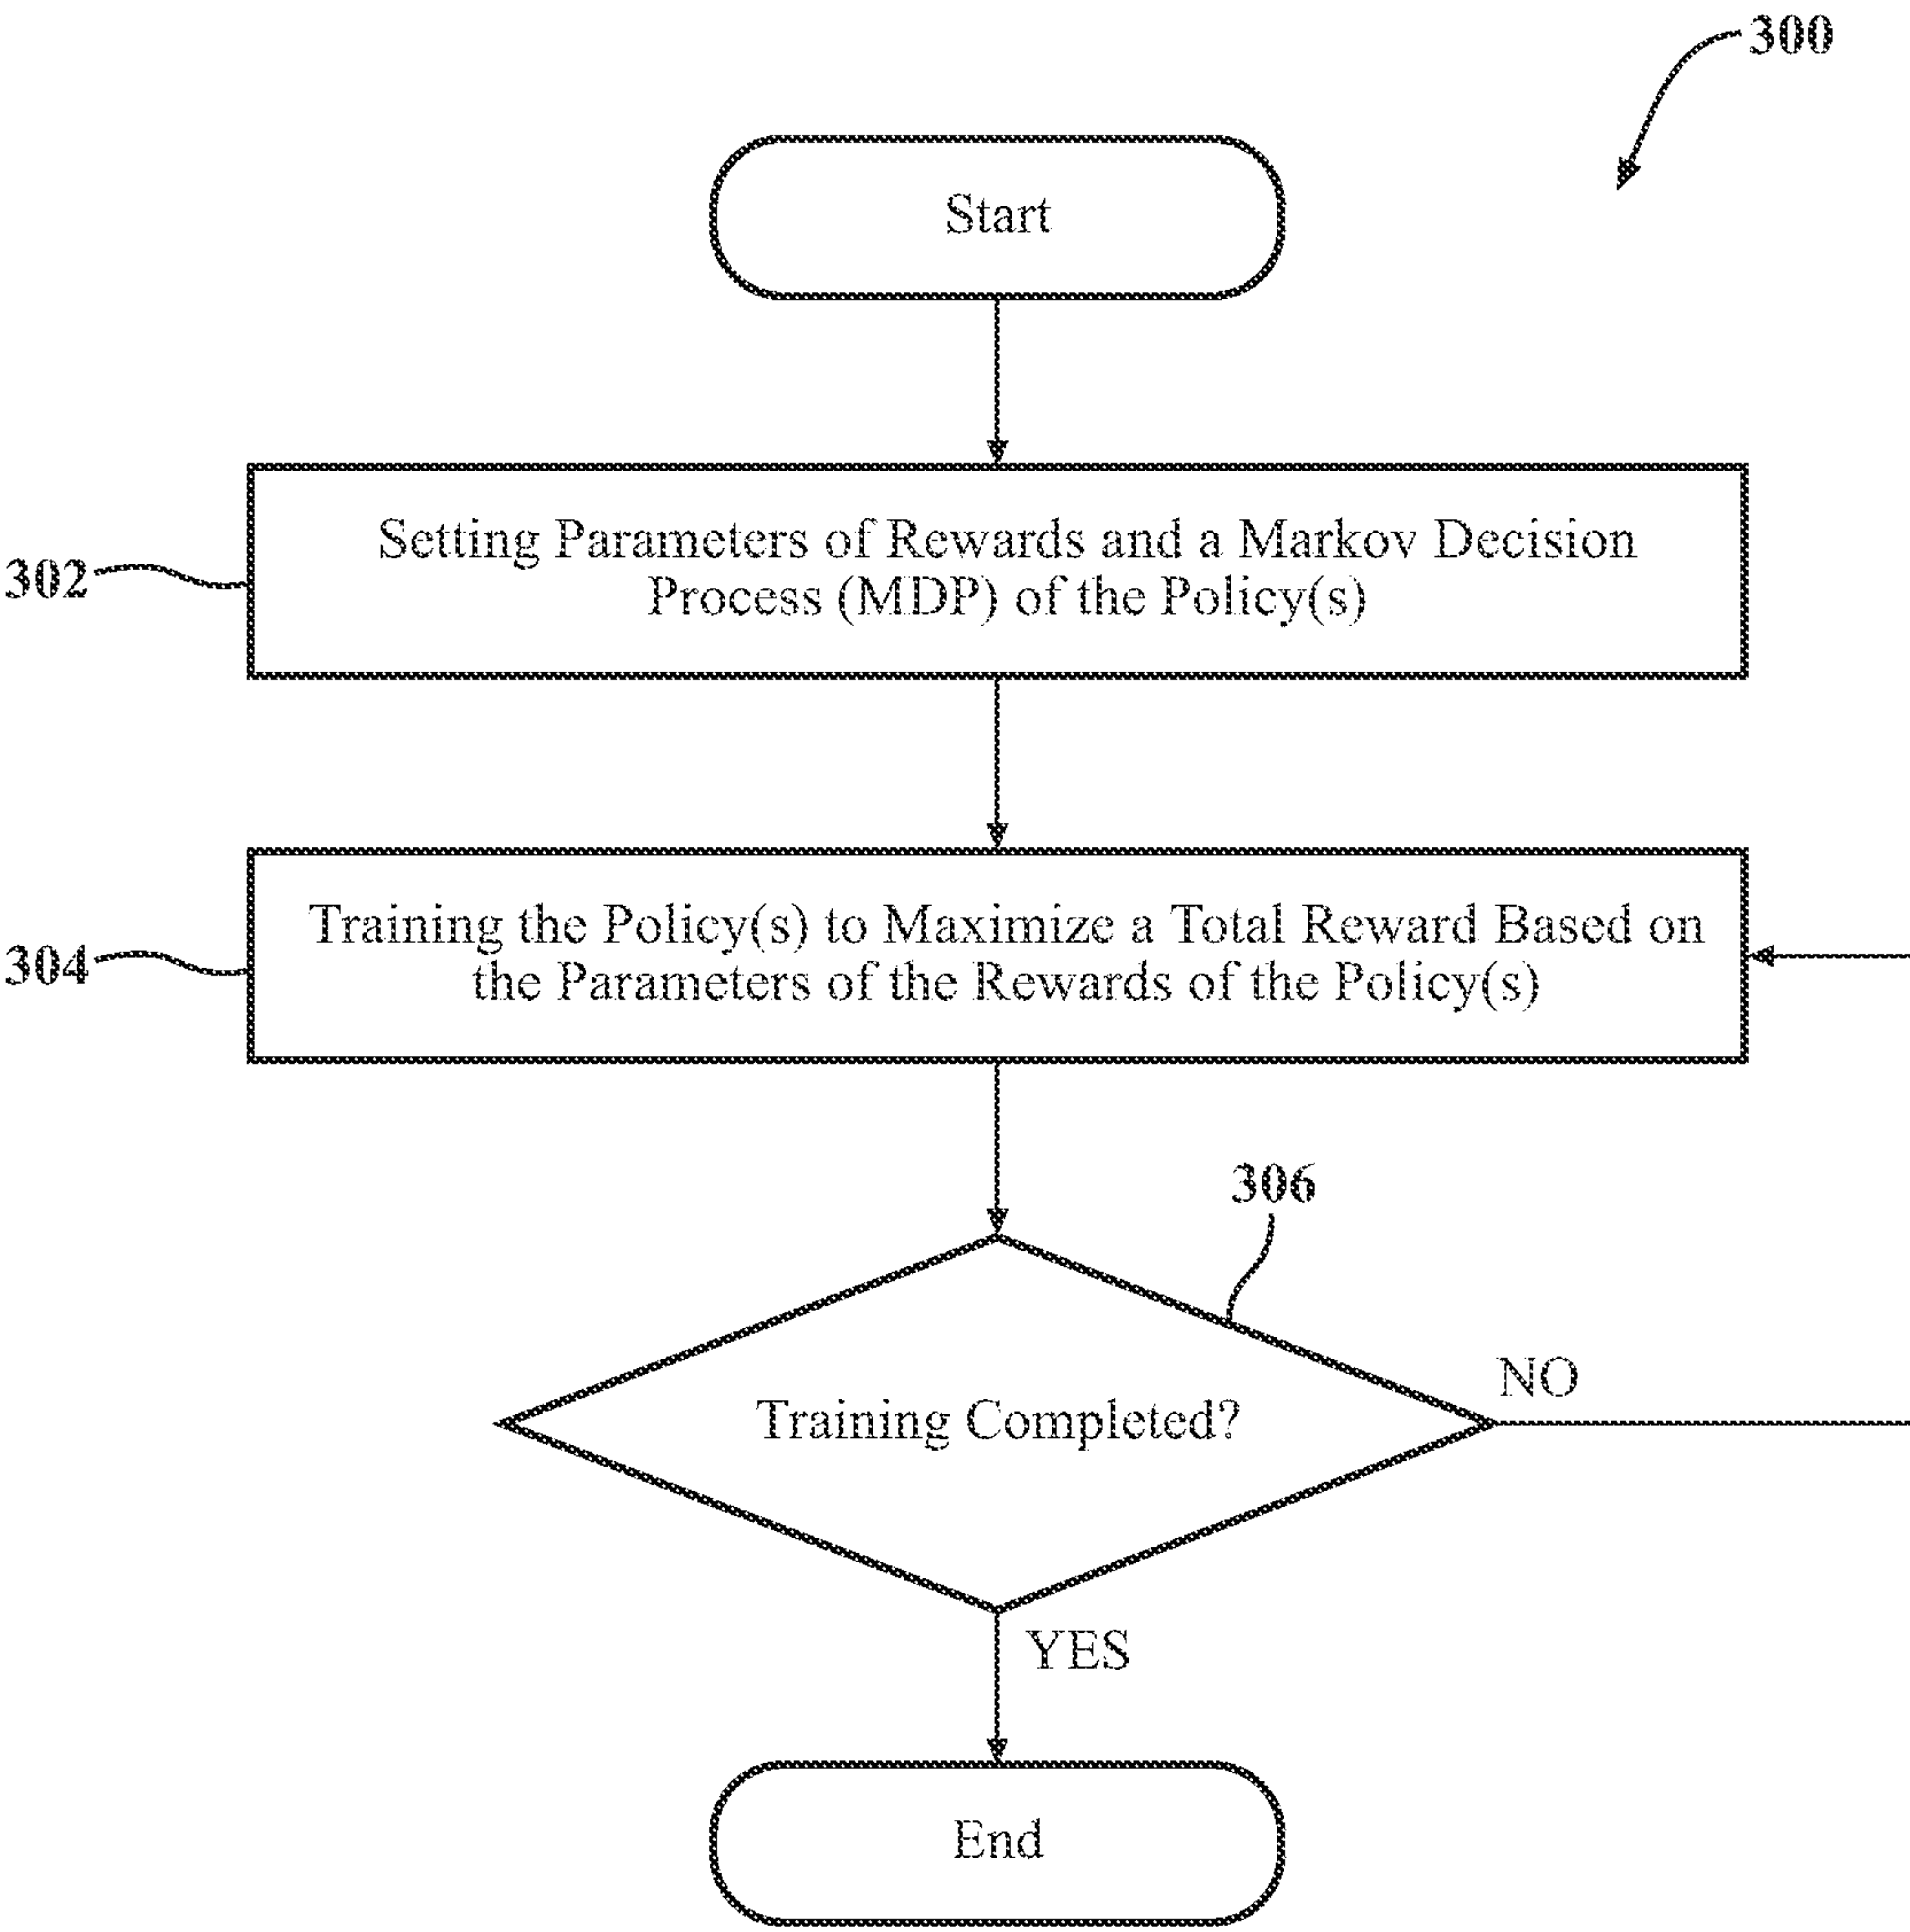 300
Start
302
Setting Parameters of Rewards and a Markov Decision
Process (MDP) of the Policy(s)
304
Training the Policy(s) to Maximize a Total Reward Based on
the Parameters of the Rewards of the Policy(s)
306
Training Completed?
NO
YES
End